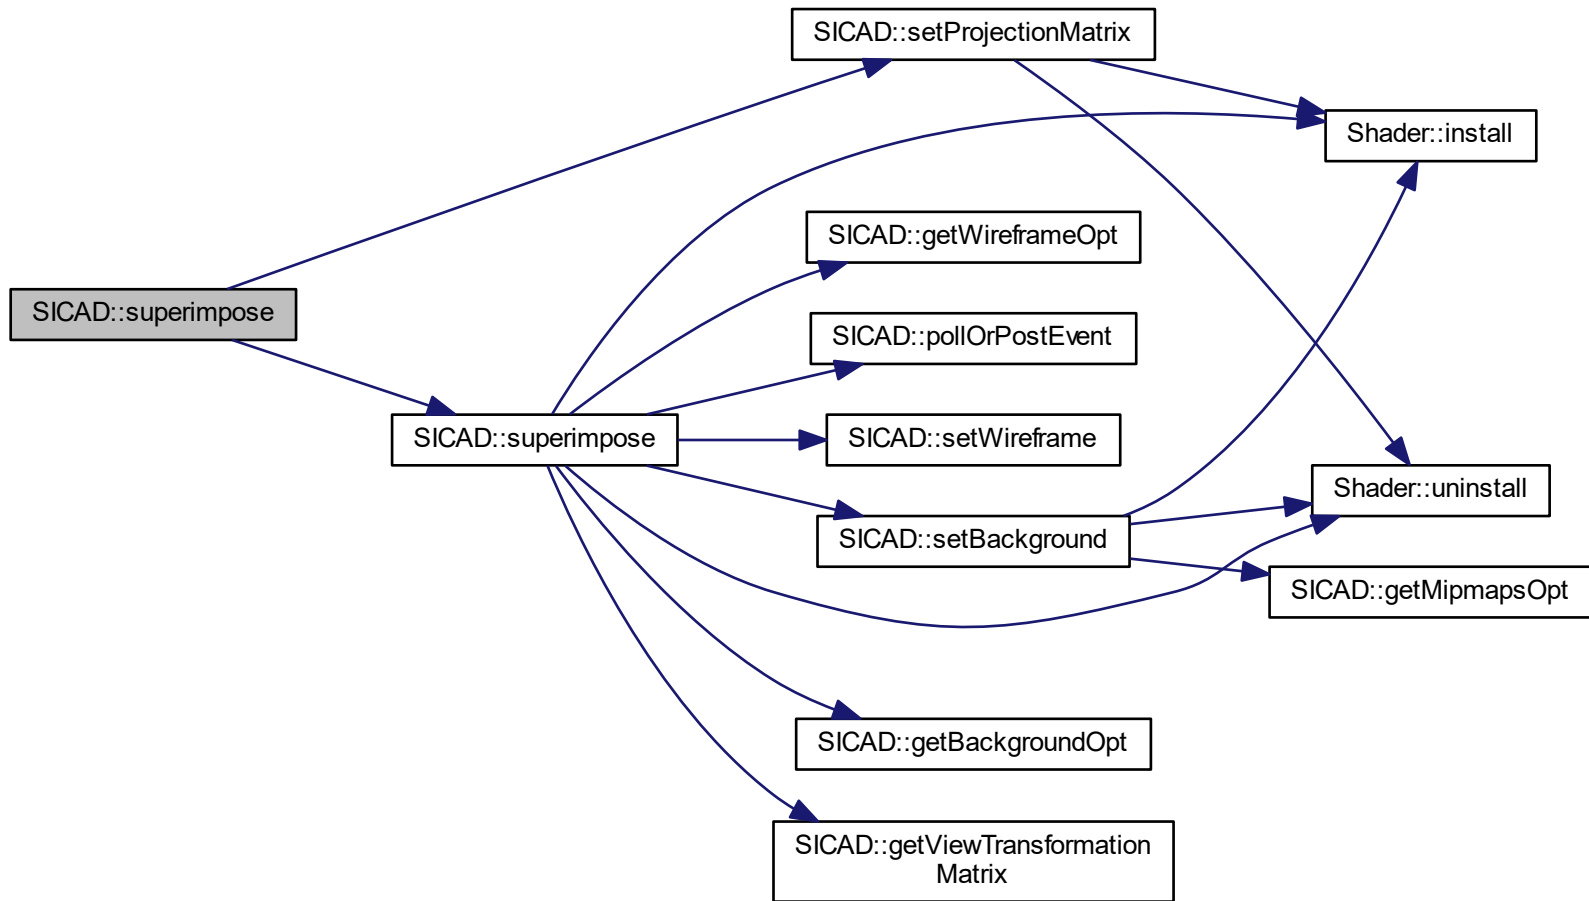 SICAD::setProjectionMatrix
Shader::install
SICAD::getWireframeOpt
SICAD::superimpose
SICAD::pollOrPostEvent
SICAD::superimpose
SICAD::setWireframe
Shader::uninstall
SICAD::setBackground
SICAD::getMipmapsOpt
SICAD::getBackgroundOpt
SICAD::getViewTransformation
Matrix